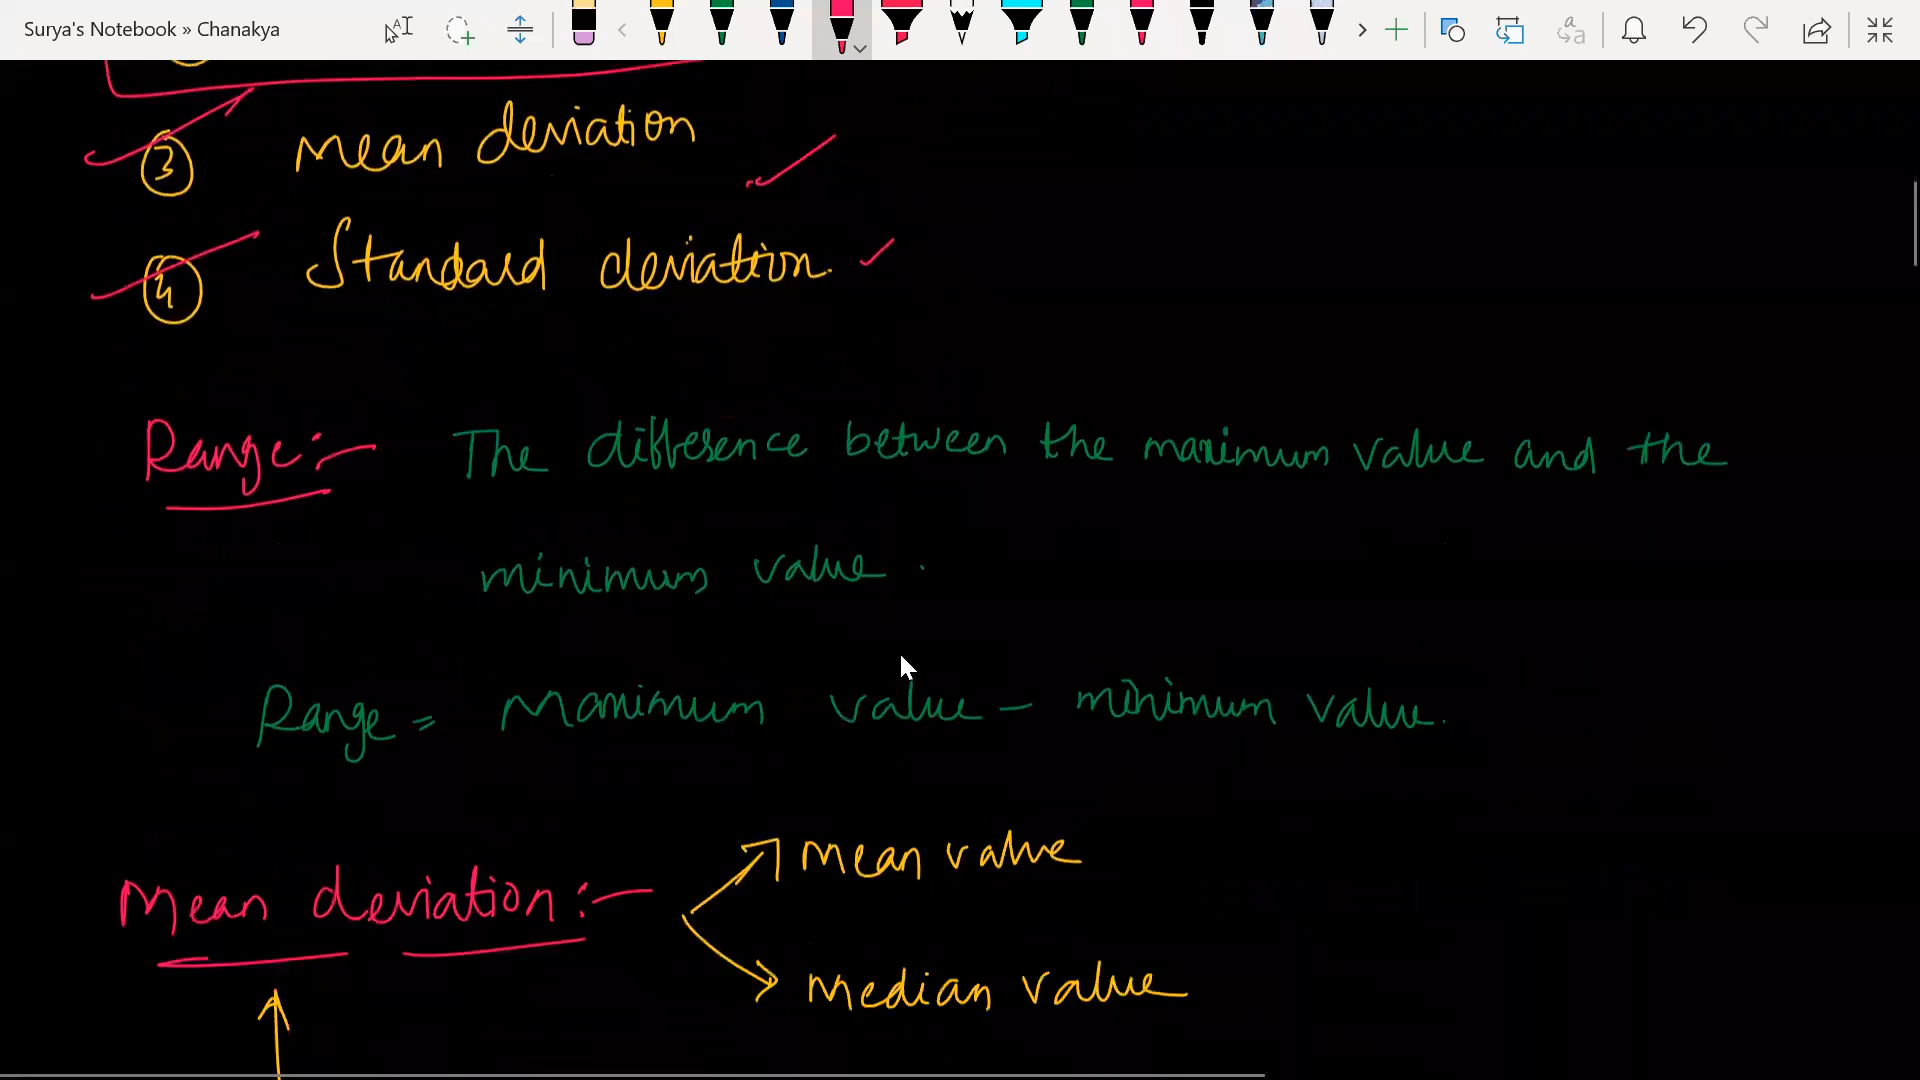 Surya's Notebook » Chanakya
3 Mean deviation
4 Standard deviation.
Range:- The difference between the maximum value and the
minimum value.
Range = Maximum value - minimum value.
Mean deviation:-
Mean value
Median value